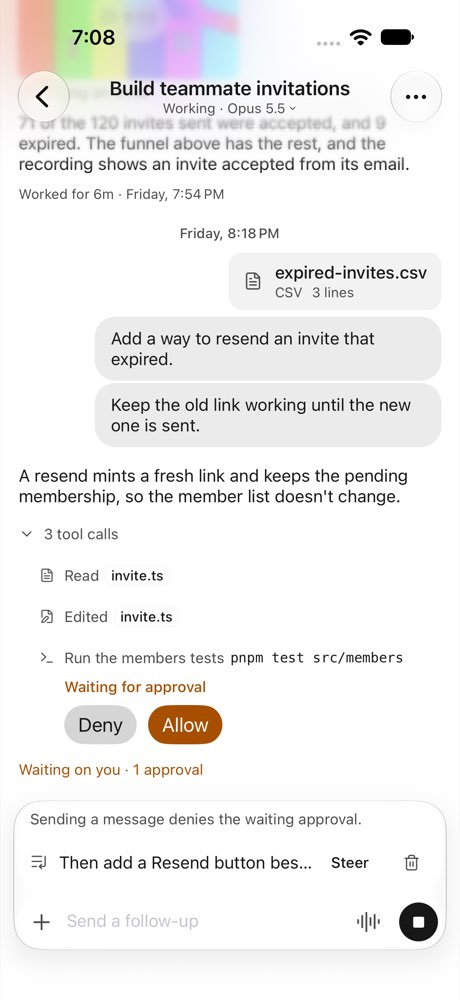 7:08
Build teammate invitations
Working · Opus 5.5
71 of the 120 invites sent were accepted, and 9
expired. The funnel above has the rest, and the
recording shows an invite accepted from its email.
Worked for 6m · Friday, 7:54 PM
Friday, 8:18 PM
expired-invites.csv
CSV 3 lines
Add a way to resend an invite that
expired.
Keep the old link working until the new
one is sent.
A resend mints a fresh link and keeps the pending
membership, so the member list doesn't change.
3 tool calls
Read invite.ts
Edited invite.ts
Run the members tests pnpm test src/members
Waiting for approval
Deny
Allow
Waiting on you · 1 approval
Sending a message denies the waiting approval.
Then add a Resend button bes...
Steer
Send a follow-up